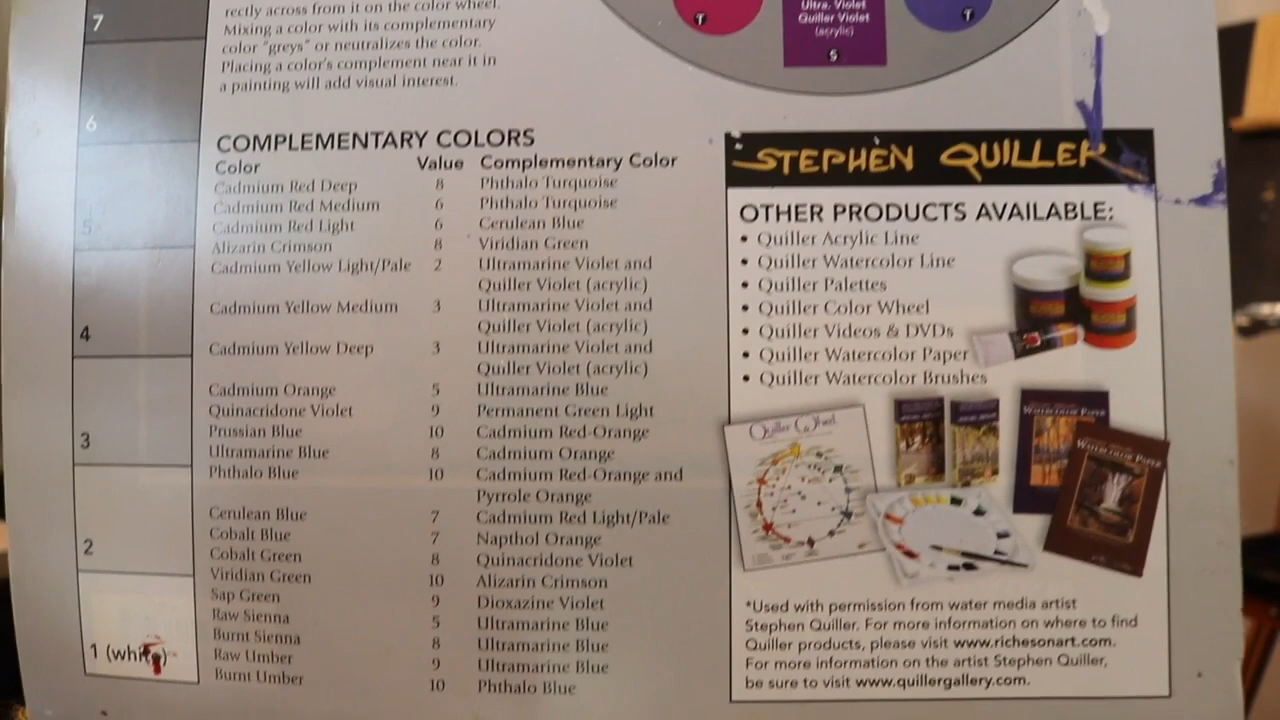 rectly across from it on the color wheel.
Mixing a color with its complementary
color "greys" or neutralizes the color.
Placing a color's complement near it in
a painting will add visual interest.
7
6
5
4
3
2
1 (white)
T
Ultra. Violet
Quiller Violet
(acrylic)
5
T
COMPLEMENTARY COLORS
Color Value Complementary Color
Cadmium Red Deep 8 Phthalo Turquoise
Cadmium Red Medium 6 Phthalo Turquoise
Cadmium Red Light 6 Cerulean Blue
Alizarin Crimson 8 Viridian Green
Cadmium Yellow Light/Pale 2 Ultramarine Violet and
Quiller Violet (acrylic)
Cadmium Yellow Medium 3 Ultramarine Violet and
Quiller Violet (acrylic)
Cadmium Yellow Deep 3 Ultramarine Violet and
Quiller Violet (acrylic)
Cadmium Orange 5 Ultramarine Blue
Quinacridone Violet 9 Permanent Green Light
Prussian Blue 10 Cadmium Red-Orange
Ultramarine Blue 8 Cadmium Orange
Phthalo Blue 10 Cadmium Red-Orange and
Pyrrole Orange
Cerulean Blue 7 Cadmium Red Light/Pale
Cobalt Blue 7 Napthol Orange
Cobalt Green 8 Quinacridone Violet
Viridian Green 10 Alizarin Crimson
Sap Green 9 Dioxazine Violet
Raw Sienna 5 Ultramarine Blue
Burnt Sienna 8 Ultramarine Blue
Raw Umber 9 Ultramarine Blue
Burnt Umber 10 Phthalo Blue
STEPHEN QUILLER
OTHER PRODUCTS AVAILABLE:
• Quiller Acrylic Line
• Quiller Watercolor Line
• Quiller Palettes
• Quiller Color Wheel
• Quiller Videos & DVDs
• Quiller Watercolor Paper
• Quiller Watercolor Brushes
Quiller Wheel
WATERCOLOR PAPER
WATERCOLOR PAPER
*Used with permission from water media artist
Stephen Quiller. For more information on where to find
Quiller products, please visit www.richesonart.com.
For more information on the artist Stephen Quiller,
be sure to visit www.quillergallery.com.